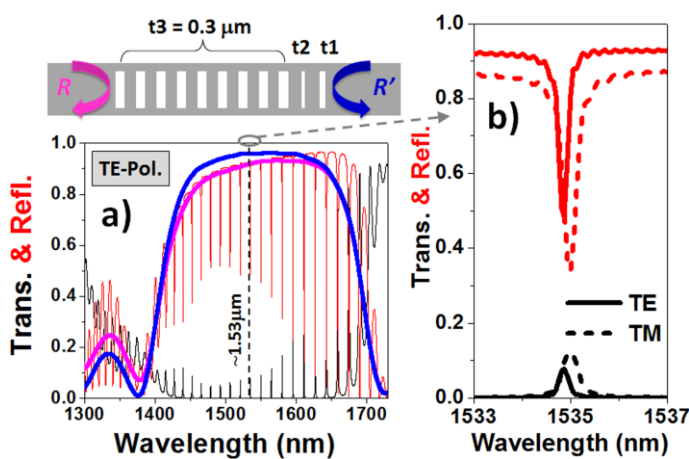 t3 = 0.3 μm
t2 t1
R
R'
TE-Pol.
a)
~1.53μm
Trans. & Refl.
1.0
0.8
0.6
0.4
0.2
0.0
1300 1400 1500 1600 1700
Wavelength (nm)
b)
Trans. & Refl.
1.0
0.8
0.6
0.4
0.2
0.0
TE
TM
1533 1535 1537
Wavelength (nm)